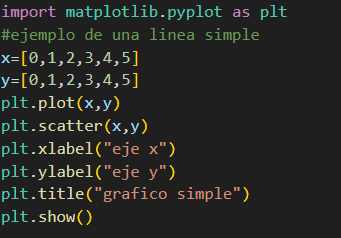 import matplotlib.pyplot as plt
#ejemplo de una linea simple
x=[0,1,2,3,4,5]
y=[0,1,2,3,4,5]
plt.plot(x,y)
plt.scatter(x,y)
plt.xlabel("eje x")
plt.ylabel("eje y")
plt.title("grafico simple")
plt.show()